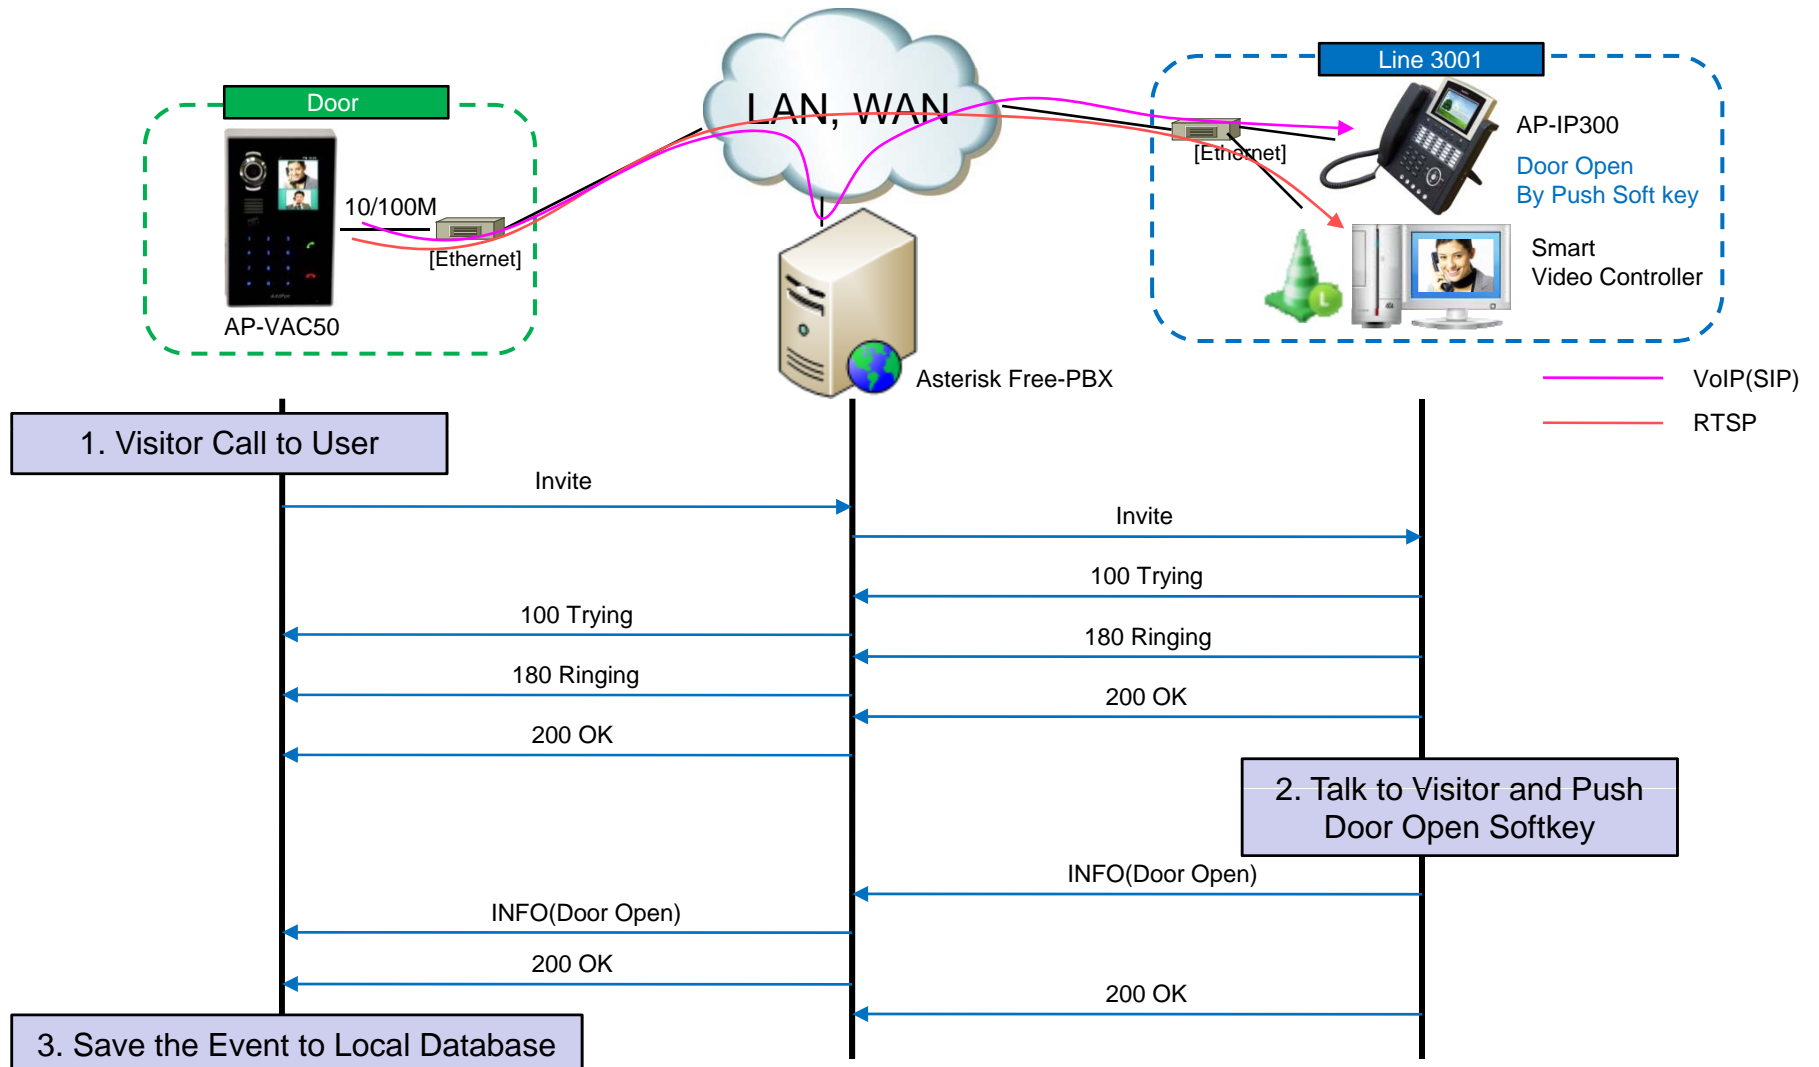 Door
LAN, WAN
Line 3001
AP-IP300
Door Open
By Push Soft key
[Ethernet]
10/100M
[Ethernet]
Smart
Video Controller
L
AP-VAC50
Asterisk Free-PBX
VoIP(SIP)
RTSP
1. Visitor Call to User
Invite
Invite
100 Trying
100 Trying
180 Ringing
180 Ringing
200 OK
200 OK
2. Talk to Visitor and Push
Door Open Softkey
INFO(Door Open)
INFO(Door Open)
200 OK
200 OK
3. Save the Event to Local Database